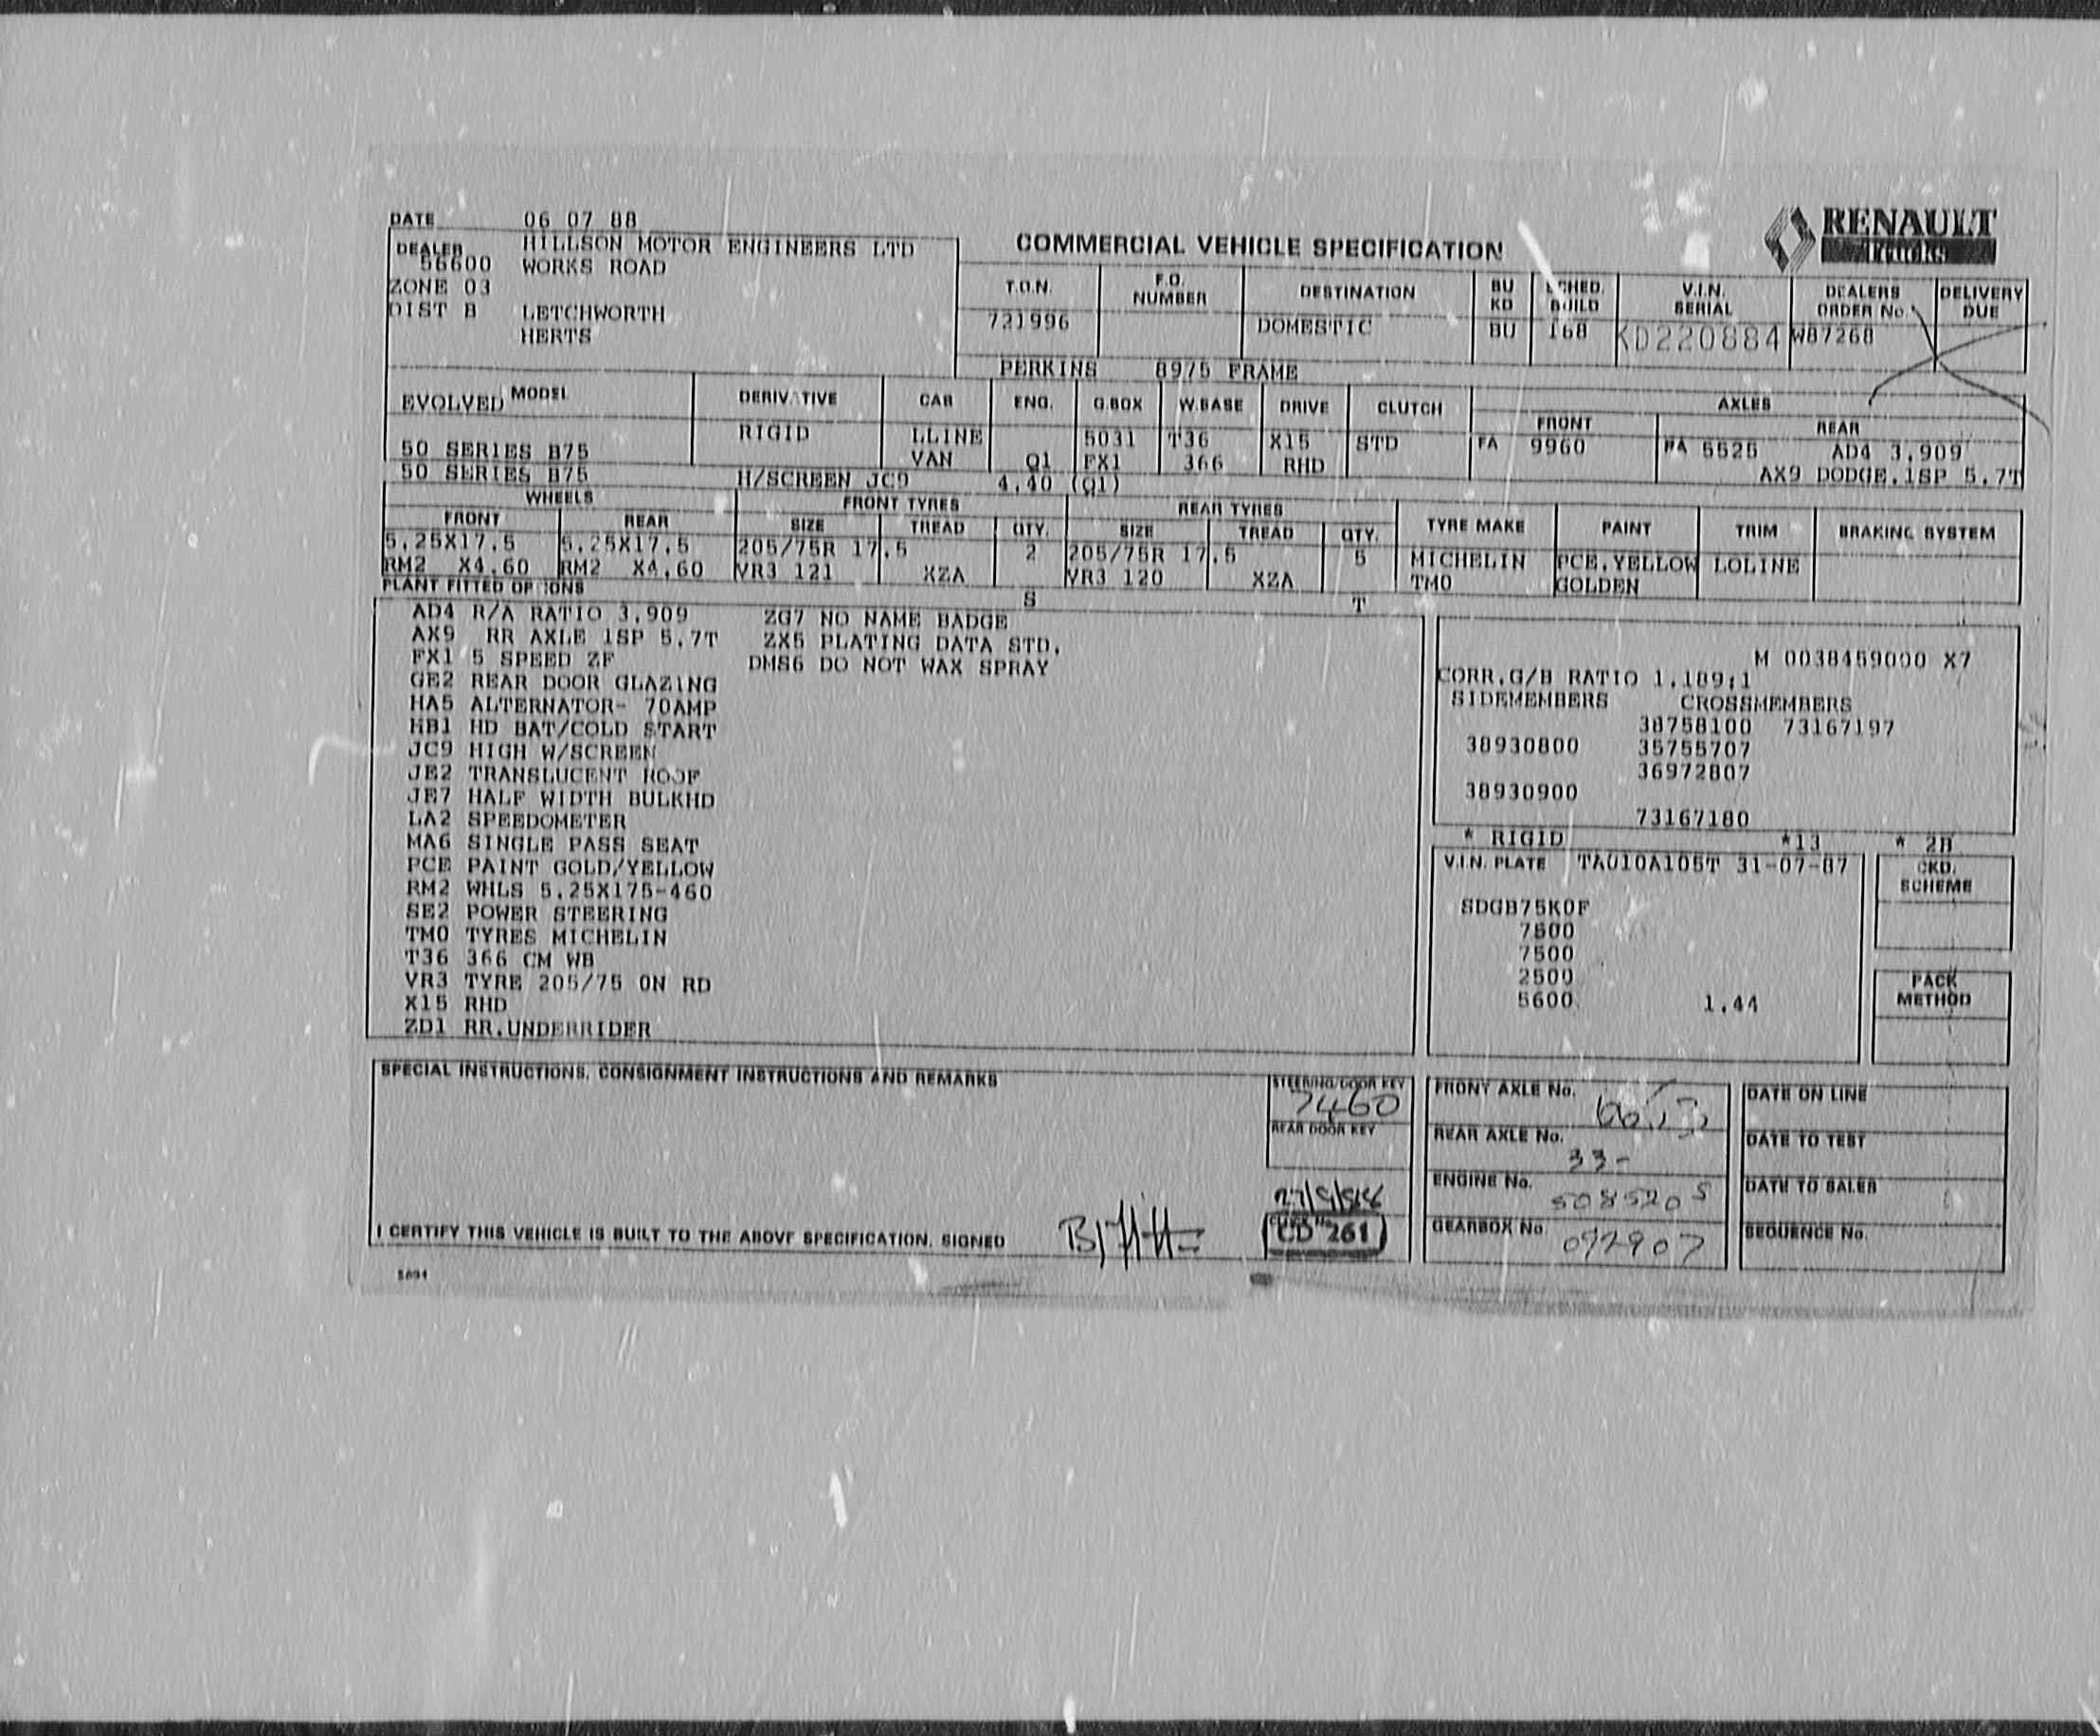 DATE 06 07 88
RENAULT
Trucks
COMMERCIAL VEHICLE SPECIFICATION
DEALER HILLSON MOTOR ENGINEERS LTD
56600 WORKS ROAD
ZONE 03
DIST B LETCHWORTH
HERTS
T.O.N. F.O. NUMBER DESTINATION BU KD SCHED. BUILD V.I.N. SERIAL DEALERS ORDER No. DELIVERY DUE
721996 DOMESTIC BU 168 KD220884 W87268
PERKINS 8975 FRAME
MODEL DERIVATIVE CAB ENG. G.BOX W.BASE DRIVE CLUTCH AXLES
FRONT REAR
EVOLVED RIGID LLINE 5031 T36 X15 STD FA 9960 RA 5525 AD4 3.909
50 SERIES B75 VAN Q1 FX1 366 RHD
50 SERIES B75 H/SCREEN JC9 4.40 (Q1) AX9 DODGE.1SP 5.7T
WHEELS FRONT TYRES REAR TYRES
FRONT REAR SIZE TREAD QTY. SIZE TREAD QTY. TYRE MAKE PAINT TRIM BRAKING SYSTEM
5.25X17.5 5.25X17.5 205/75R 17.5 2 205/75R 17.5 5 MICHELIN PCE.YELLOW LOLINE
RM2 X4.60 RM2 X4.60 VR3 121 XZA VR3 120 XZA TMO GOLDEN
PLANT FITTED OPTIONS S T
AD4 R/A RATIO 3.909 ZG7 NO NAME BADGE
AX9 RR AXLE 1SP 5.7T ZX5 PLATING DATA STD.
FX1 5 SPEED ZF DMS6 DO NOT WAX SPRAY
GE2 REAR DOOR GLAZING
HA5 ALTERNATOR- 70AMP
HB1 HD BAT/COLD START
JC9 HIGH W/SCREEN
JE2 TRANSLUCENT ROOF
JE7 HALF WIDTH BULKHD
LA2 SPEEDOMETER
MA6 SINGLE PASS SEAT
PCE PAINT GOLD/YELLOW
RM2 WHLS 5.25X175-460
SE2 POWER STEERING
TMO TYRES MICHELIN
T36 366 CM WB
VR3 TYRE 205/75 ON RD
X15 RHD
ZD1 RR.UNDERRIDER
M 0038459000 X7
CORR.G/B RATIO 1.189:1
SIDEMEMBERS CROSSMEMBERS
38758100 73167197
38930800 35755707
36972807
38930900
73167180
* RIGID *13 * 2B
V.I.N. PLATE TAU10A105T 31-07-87
SDGB75K0F
7500
7500
2500
5600 1.44
CKD. SCHEME
PACK METHOD
SPECIAL INSTRUCTIONS, CONSIGNMENT INSTRUCTIONS AND REMARKS
STEERING/DOOR KEY
7460
REAR DOOR KEY
CD 261
I CERTIFY THIS VEHICLE IS BUILT TO THE ABOVE SPECIFICATION. SIGNED
FRONT AXLE No.
REAR AXLE No.
33-
ENGINE No.
5085205
GEARBOX No.
092907
DATE ON LINE
DATE TO TEST
DATE TO SALES
SEQUENCE No.